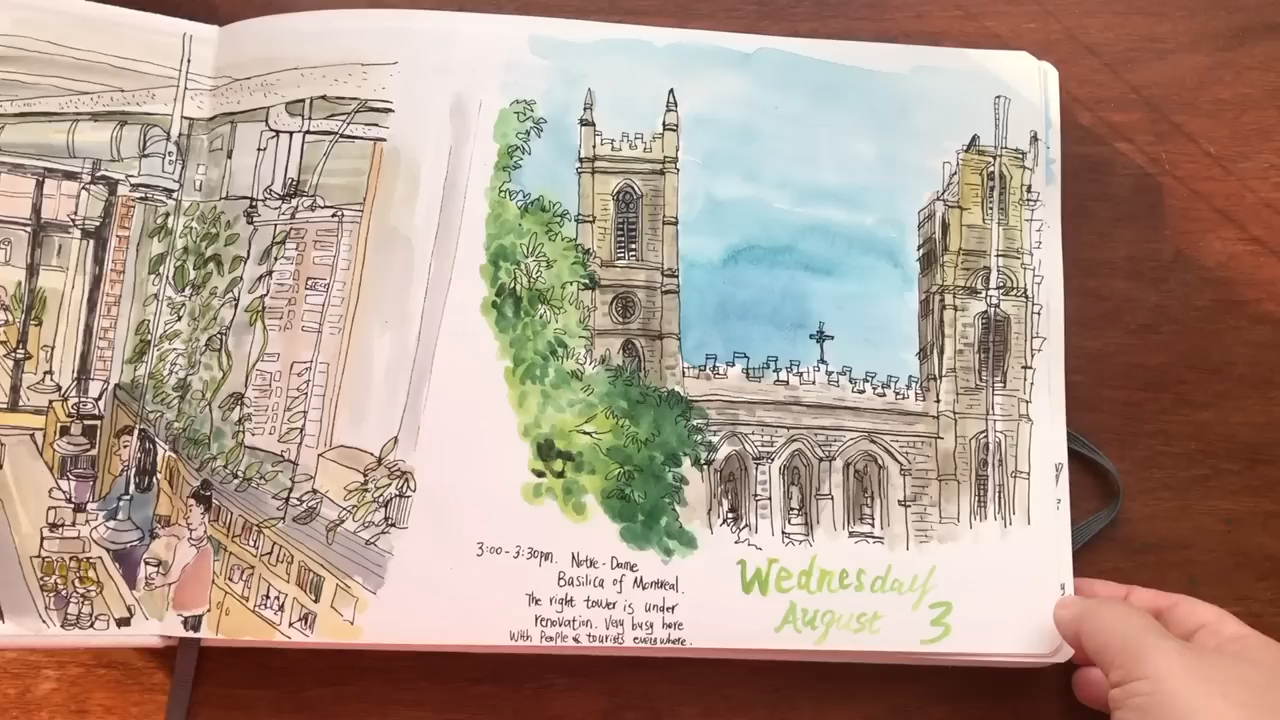 3:00-3:30pm. Notre-Dame
Basilica of Montreal.
The right tower is under
renovation. Very busy here
with people & tourists everywhere.
Wednesday
August 3